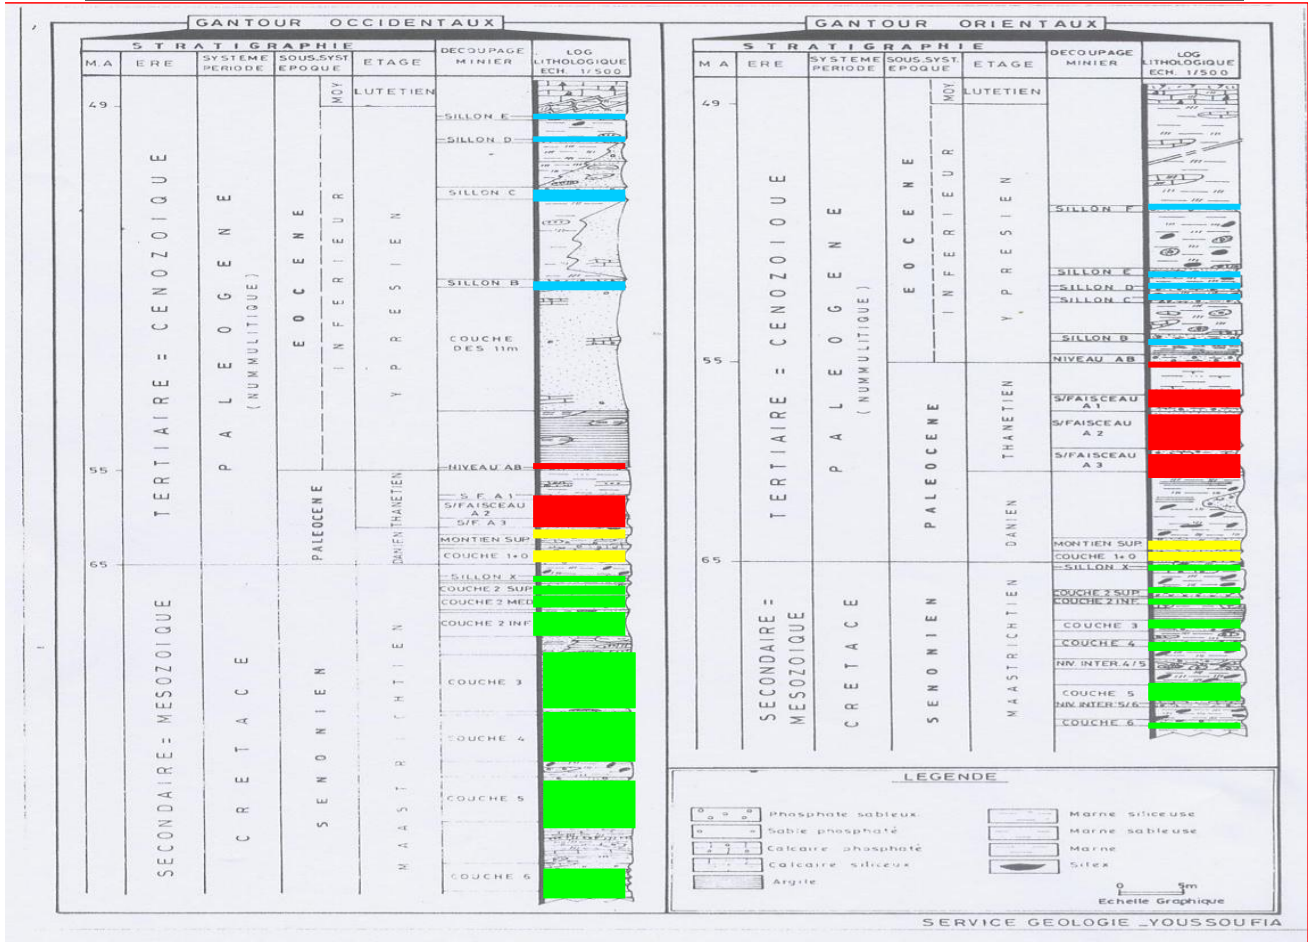 GANTOUR OCCIDENTAUX
STRATIGRAPHIE
M.A
ERE
SYSTEME
PERIODE
SOUS.SYST.
EPOQUE
ETAGE
DECOUPAGE
MINIER
LOG
LITHOLOGIQUE
ECH. 1/500
49
55
65
TERTIAIRE = CENOZOIQUE
SECONDAIRE = MESOZOIQUE
PALEOGENE
(NUMMULITIQUE)
CRETACE
EOCENE
PALEOCENE
SENONIEN
MOY
INFERIEUR
LUTETIEN
YPRESIEN
THANETIEN
DANIEN
MAASTRICHTIEN
SILLON E
SILLON D
SILLON C
SILLON B
COUCHE
DES 11m
NIVEAU AB
S.F. A1
S/FAISCEAU
A2
S/F. A3
MONTIEN SUP
COUCHE 1+0
SILLON X
COUCHE 2 SUP
COUCHE 2 MED
COUCHE 2 INF
COUCHE 3
COUCHE 4
COUCHE 5
COUCHE 6
GANTOUR ORIENTAUX
STRATIGRAPHIE
M A
ERE
SYSTEME
PERIODE
SOUS.SYST.
EPOQUE
ETAGE
DECOUPAGE
MINIER
LOG
LITHOLOGIQUE
ECH. 1/500
49
55
65
TERTIAIRE = CENOZOIQUE
SECONDAIRE =
MESOZOIQUE
PALEOGENE
(NUMMULITIQUE)
CRETACE
EOCENE
PALEOCENE
SENONIEN
MOY
INFERIEUR
LUTETIEN
YPRESIEN
THANETIEN
DANIEN
MAASTRICHTIEN
SILLON F
SILLON E
SILLON D
SILLON C
SILLON B
NIVEAU AB
S/FAISCEAU
A1
S/FAISCEAU
A2
S/FAISCEAU
A3
MONTIEN SUP
COUCHE 1+0
SILLON X
COUCHE 2 SUP
COUCHE 2 INF
COUCHE 3
COUCHE 4
NIV. INTER.4/5
COUCHE 5
NIV INTER 5/6
COUCHE 6
LEGENDE
Phosphate sableux
Sable phosphaté
Calcaire phosphaté
Calcaire siliceux
Argile
Marne siliceuse
Marne sableuse
Marne
Silex
0 5m
Echelle Graphique
SERVICE GEOLOGIE _YOUSSOUFIA